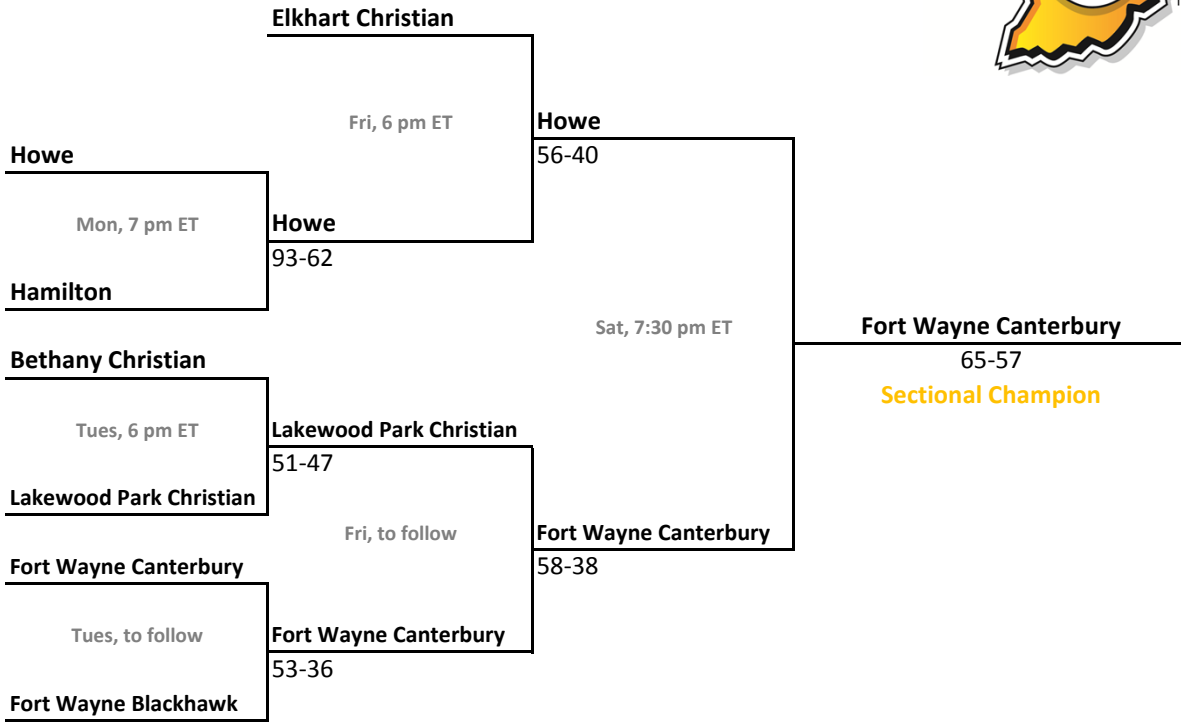 Elkhart Christian
Fri, 6 pm ET
Howe
56-40
Howe
Mon, 7 pm ET
Howe
93-62
Hamilton
Sat, 7:30 pm ET
Fort Wayne Canterbury
65-57
Sectional Champion
Bethany Christian
Tues, 6 pm ET
Lakewood Park Christian
51-47
Lakewood Park Christian
Fri, to follow
Fort Wayne Canterbury
58-38
Fort Wayne Canterbury
Tues, to follow
Fort Wayne Canterbury
53-36
Fort Wayne Blackhawk